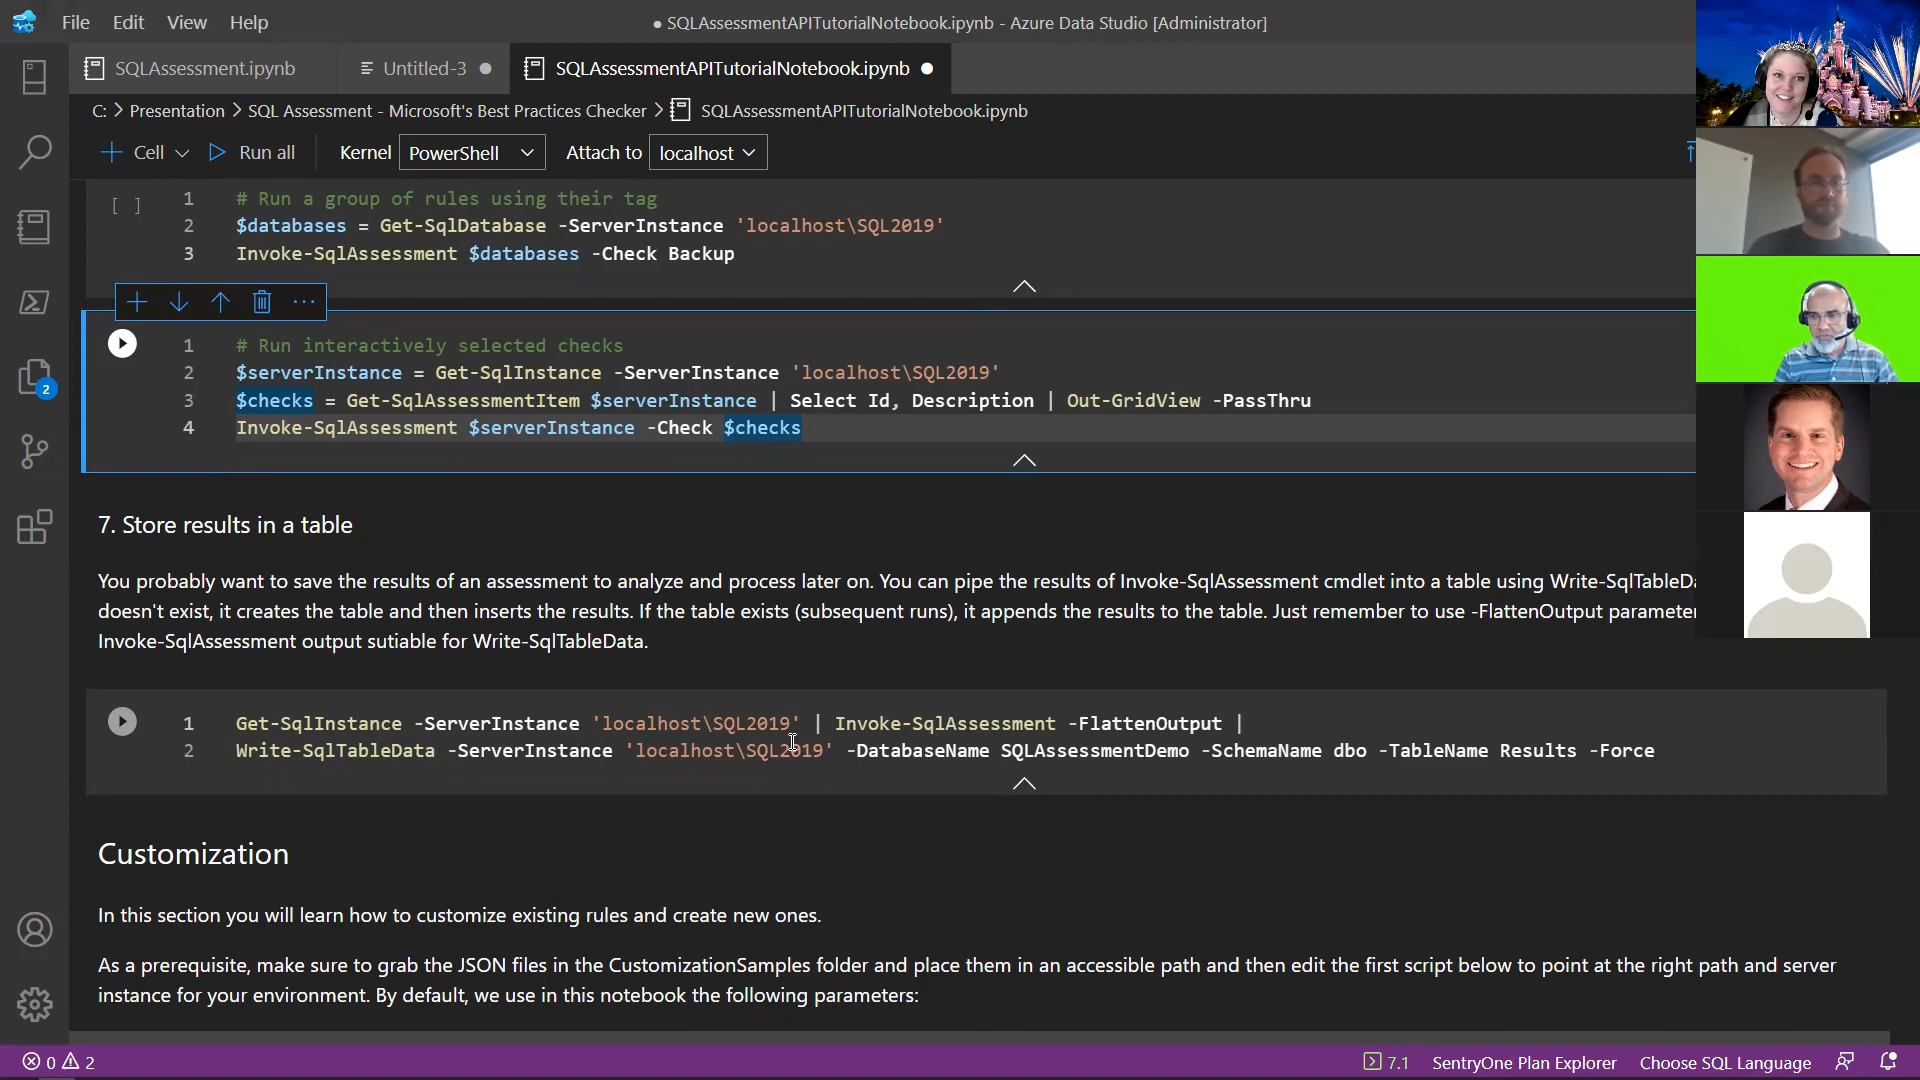 File Edit View Help
● SQLAssessmentAPITutorialNotebook.ipynb - Azure Data Studio [Administrator]
SQLAssessment.ipynb Untitled-3 SQLAssessmentAPITutorialNotebook.ipynb
C: > Presentation > SQL Assessment - Microsoft's Best Practices Checker > SQLAssessmentAPITutorialNotebook.ipynb
Cell Run all Kernel PowerShell Attach to localhost
[ ] 1 # Run a group of rules using their tag
2 $databases = Get-SqlDatabase -ServerInstance 'localhost\SQL2019'
3 Invoke-SqlAssessment $databases -Check Backup
1 # Run interactively selected checks
2 $serverInstance = Get-SqlInstance -ServerInstance 'localhost\SQL2019'
3 $checks = Get-SqlAssessmentItem $serverInstance | Select Id, Description | Out-GridView -PassThru
4 Invoke-SqlAssessment $serverInstance -Check $checks
2
7. Store results in a table
You probably want to save the results of an assessment to analyze and process later on. You can pipe the results of Invoke-SqlAssessment cmdlet into a table using Write-SqlTableDa
doesn't exist, it creates the table and then inserts the results. If the table exists (subsequent runs), it appends the results to the table. Just remember to use -FlattenOutput parameter
Invoke-SqlAssessment output sutiable for Write-SqlTableData.
1 Get-SqlInstance -ServerInstance 'localhost\SQL2019' | Invoke-SqlAssessment -FlattenOutput |
2 Write-SqlTableData -ServerInstance 'localhost\SQL2019' -DatabaseName SQLAssessmentDemo -SchemaName dbo -TableName Results -Force
Customization
In this section you will learn how to customize existing rules and create new ones.
As a prerequisite, make sure to grab the JSON files in the CustomizationSamples folder and place them in an accessible path and then edit the first script below to point at the right path and server
instance for your environment. By default, we use in this notebook the following parameters:
0 2 7.1 SentryOne Plan Explorer Choose SQL Language